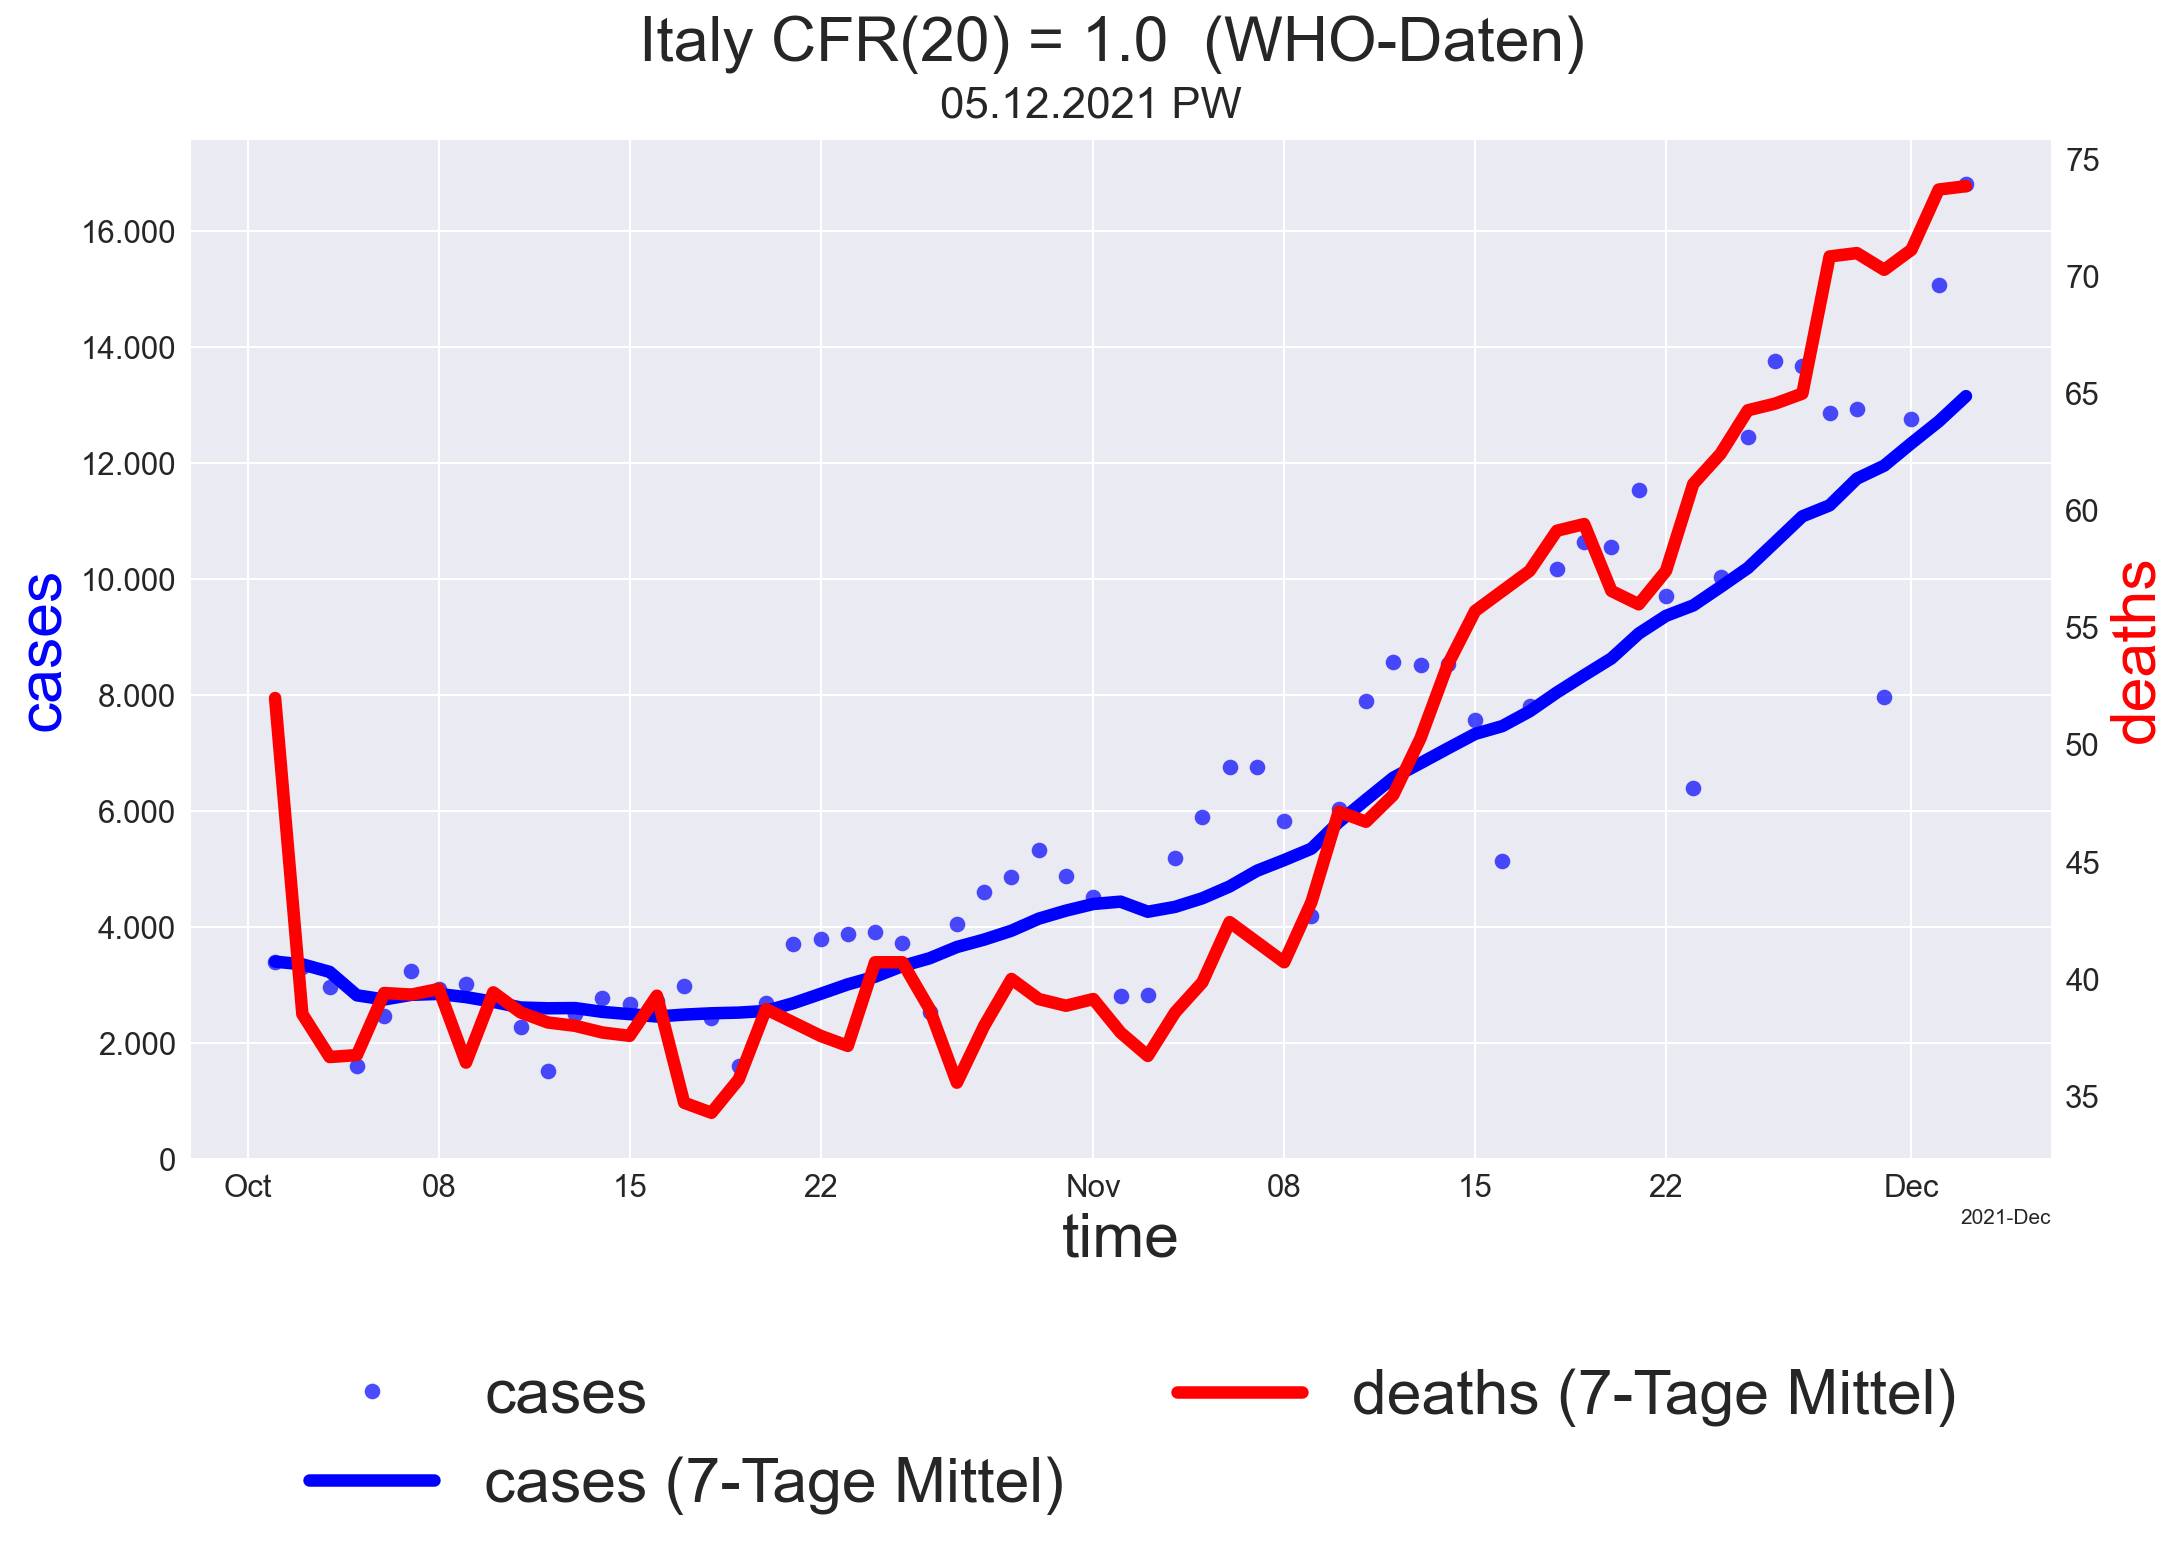 Italy CFR(20) = 1.0 (WHO-Daten)
05.12.2021 PW
cases
16.000
14.000
12.000
10.000
8.000
6.000
4.000
2.000
0
75
70
65
60
55
50
45
40
35
deaths
Oct 08 15 22 Nov 08 15 22 Dec
2021-Dec
time
cases
cases (7-Tage Mittel)
deaths (7-Tage Mittel)